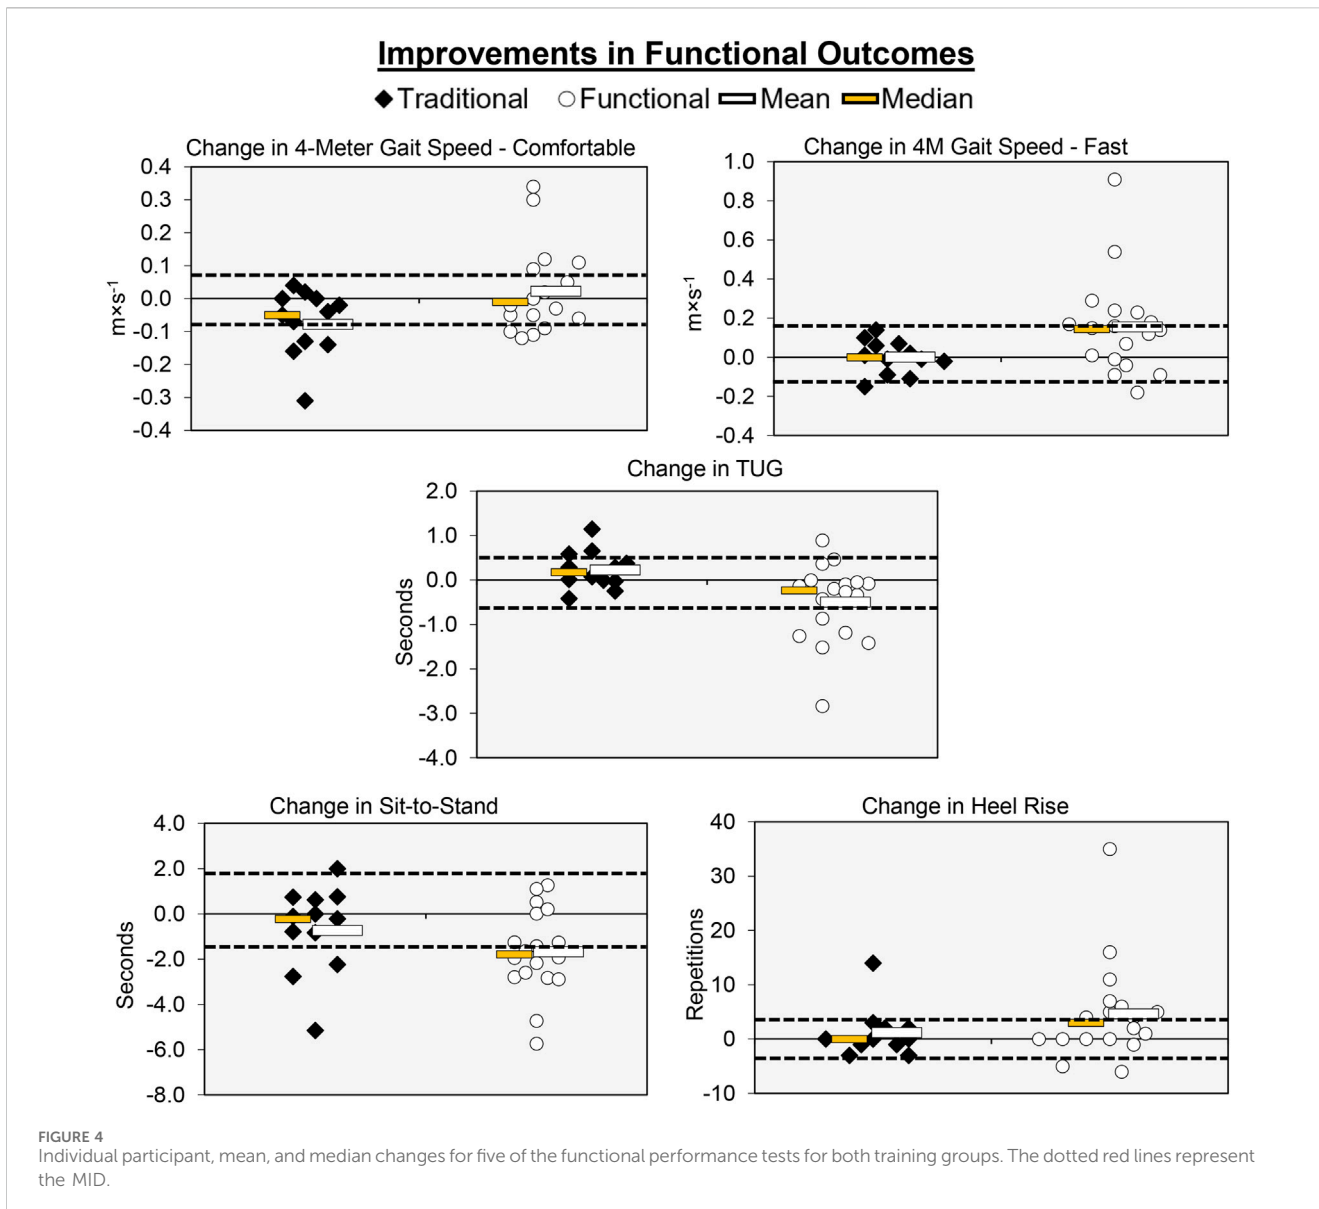 Improvements in Functional Outcomes
Traditional Functional Mean Median
Change in 4-Meter Gait Speed - Comfortable
m×s-1
0.4
0.3
0.2
0.1
0.0
-0.1
-0.2
-0.3
-0.4
Change in 4M Gait Speed - Fast
m×s-1
1.0
0.8
0.6
0.4
0.2
0.0
-0.2
-0.4
Change in TUG
Seconds
2.0
1.0
0.0
-1.0
-2.0
-3.0
-4.0
Change in Sit-to-Stand
Seconds
4.0
2.0
0.0
-2.0
-4.0
-6.0
-8.0
Change in Heel Rise
Repetitions
40
30
20
10
0
-10
FIGURE 4
Individual participant, mean, and median changes for five of the functional performance tests for both training groups. The dotted red lines represent
the MID.